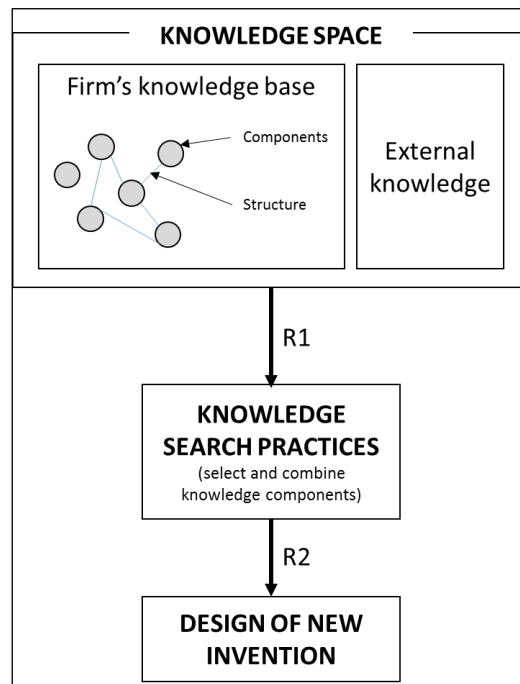 KNOWLEDGE SPACE
Firm's knowledge base
Components
Structure
External
knowledge
R1
KNOWLEDGE
SEARCH PRACTICES
(select and combine
knowledge components)
R2
DESIGN OF NEW
INVENTION